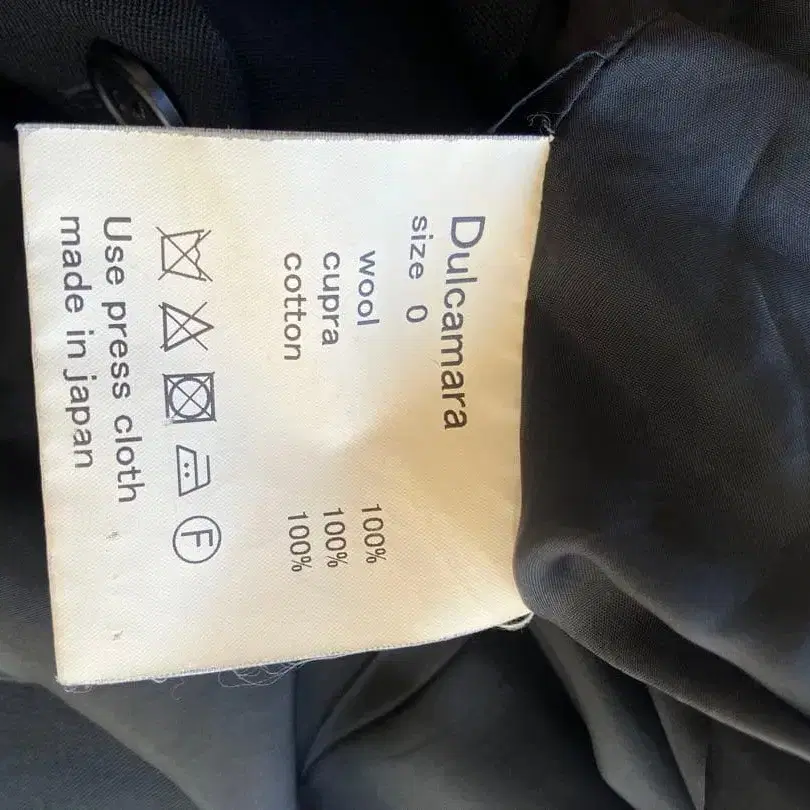 Dulcamara
size 0
wool 100%
cupra 100%
cotton 100%
F
Use press cloth
made in japan